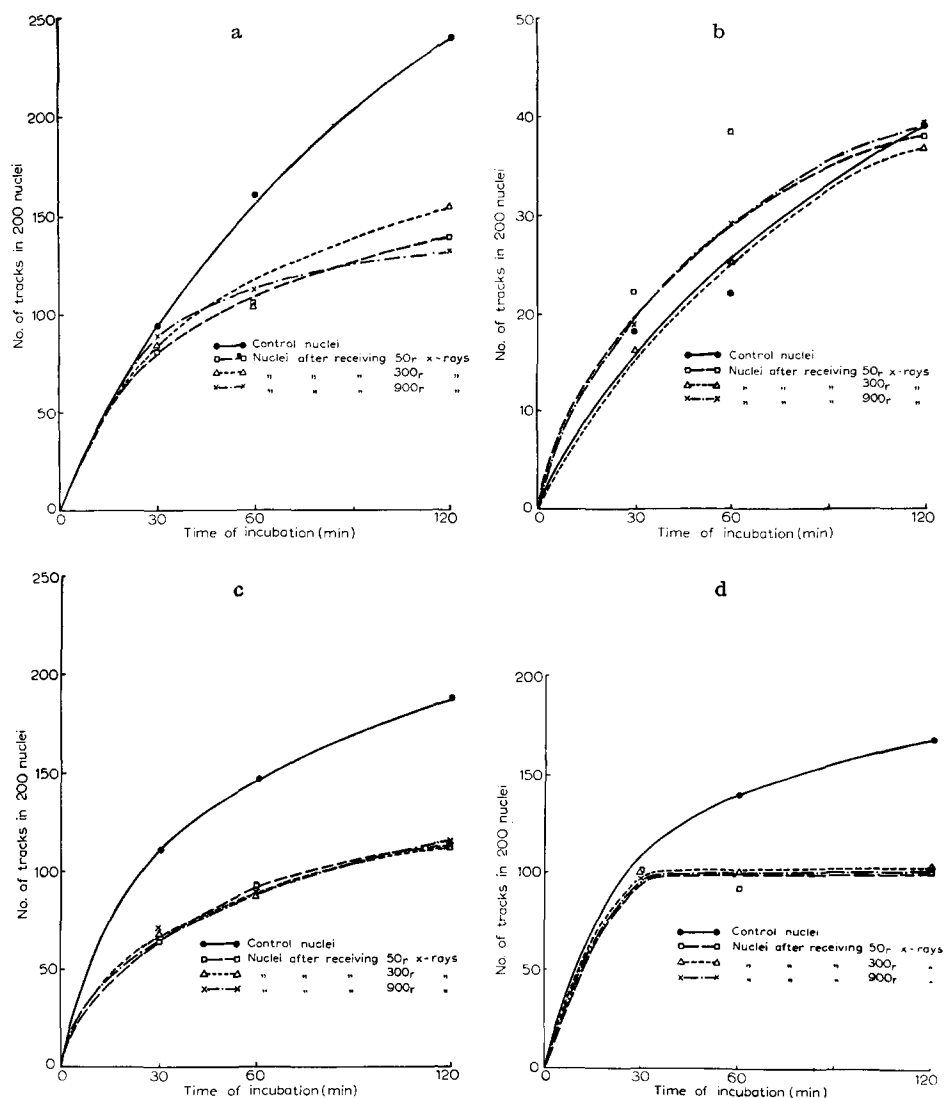 a
250
200
150
100
50
0
No. of tracks in 200 nuclei
Control nuclei
Nuclei after receiving 50r x-rays
" " " 300r "
" " " 900r "
0 30 60 120
Time of incubation (min)
b
50
40
30
20
10
0
No. of tracks in 200 nuclei
Control nuclei
Nuclei after receiving 50r x-rays
" " " 300r "
" " " 900r "
0 30 60 120
Time of incubation (min)
c
250
200
150
100
50
0
No. of tracks in 200 nuclei
Control nuclei
Nuclei after receiving 50r x-rays
" " " 300r "
" " " 900r "
0 30 60 120
Time of incubation (min)
d
200
150
100
50
0
No. of tracks in 200 nuclei
Control nuclei
Nuclei after receiving 50r x-rays
" " " 300r "
" " " 900r "
0 30 60 120
Time of incubation (min)